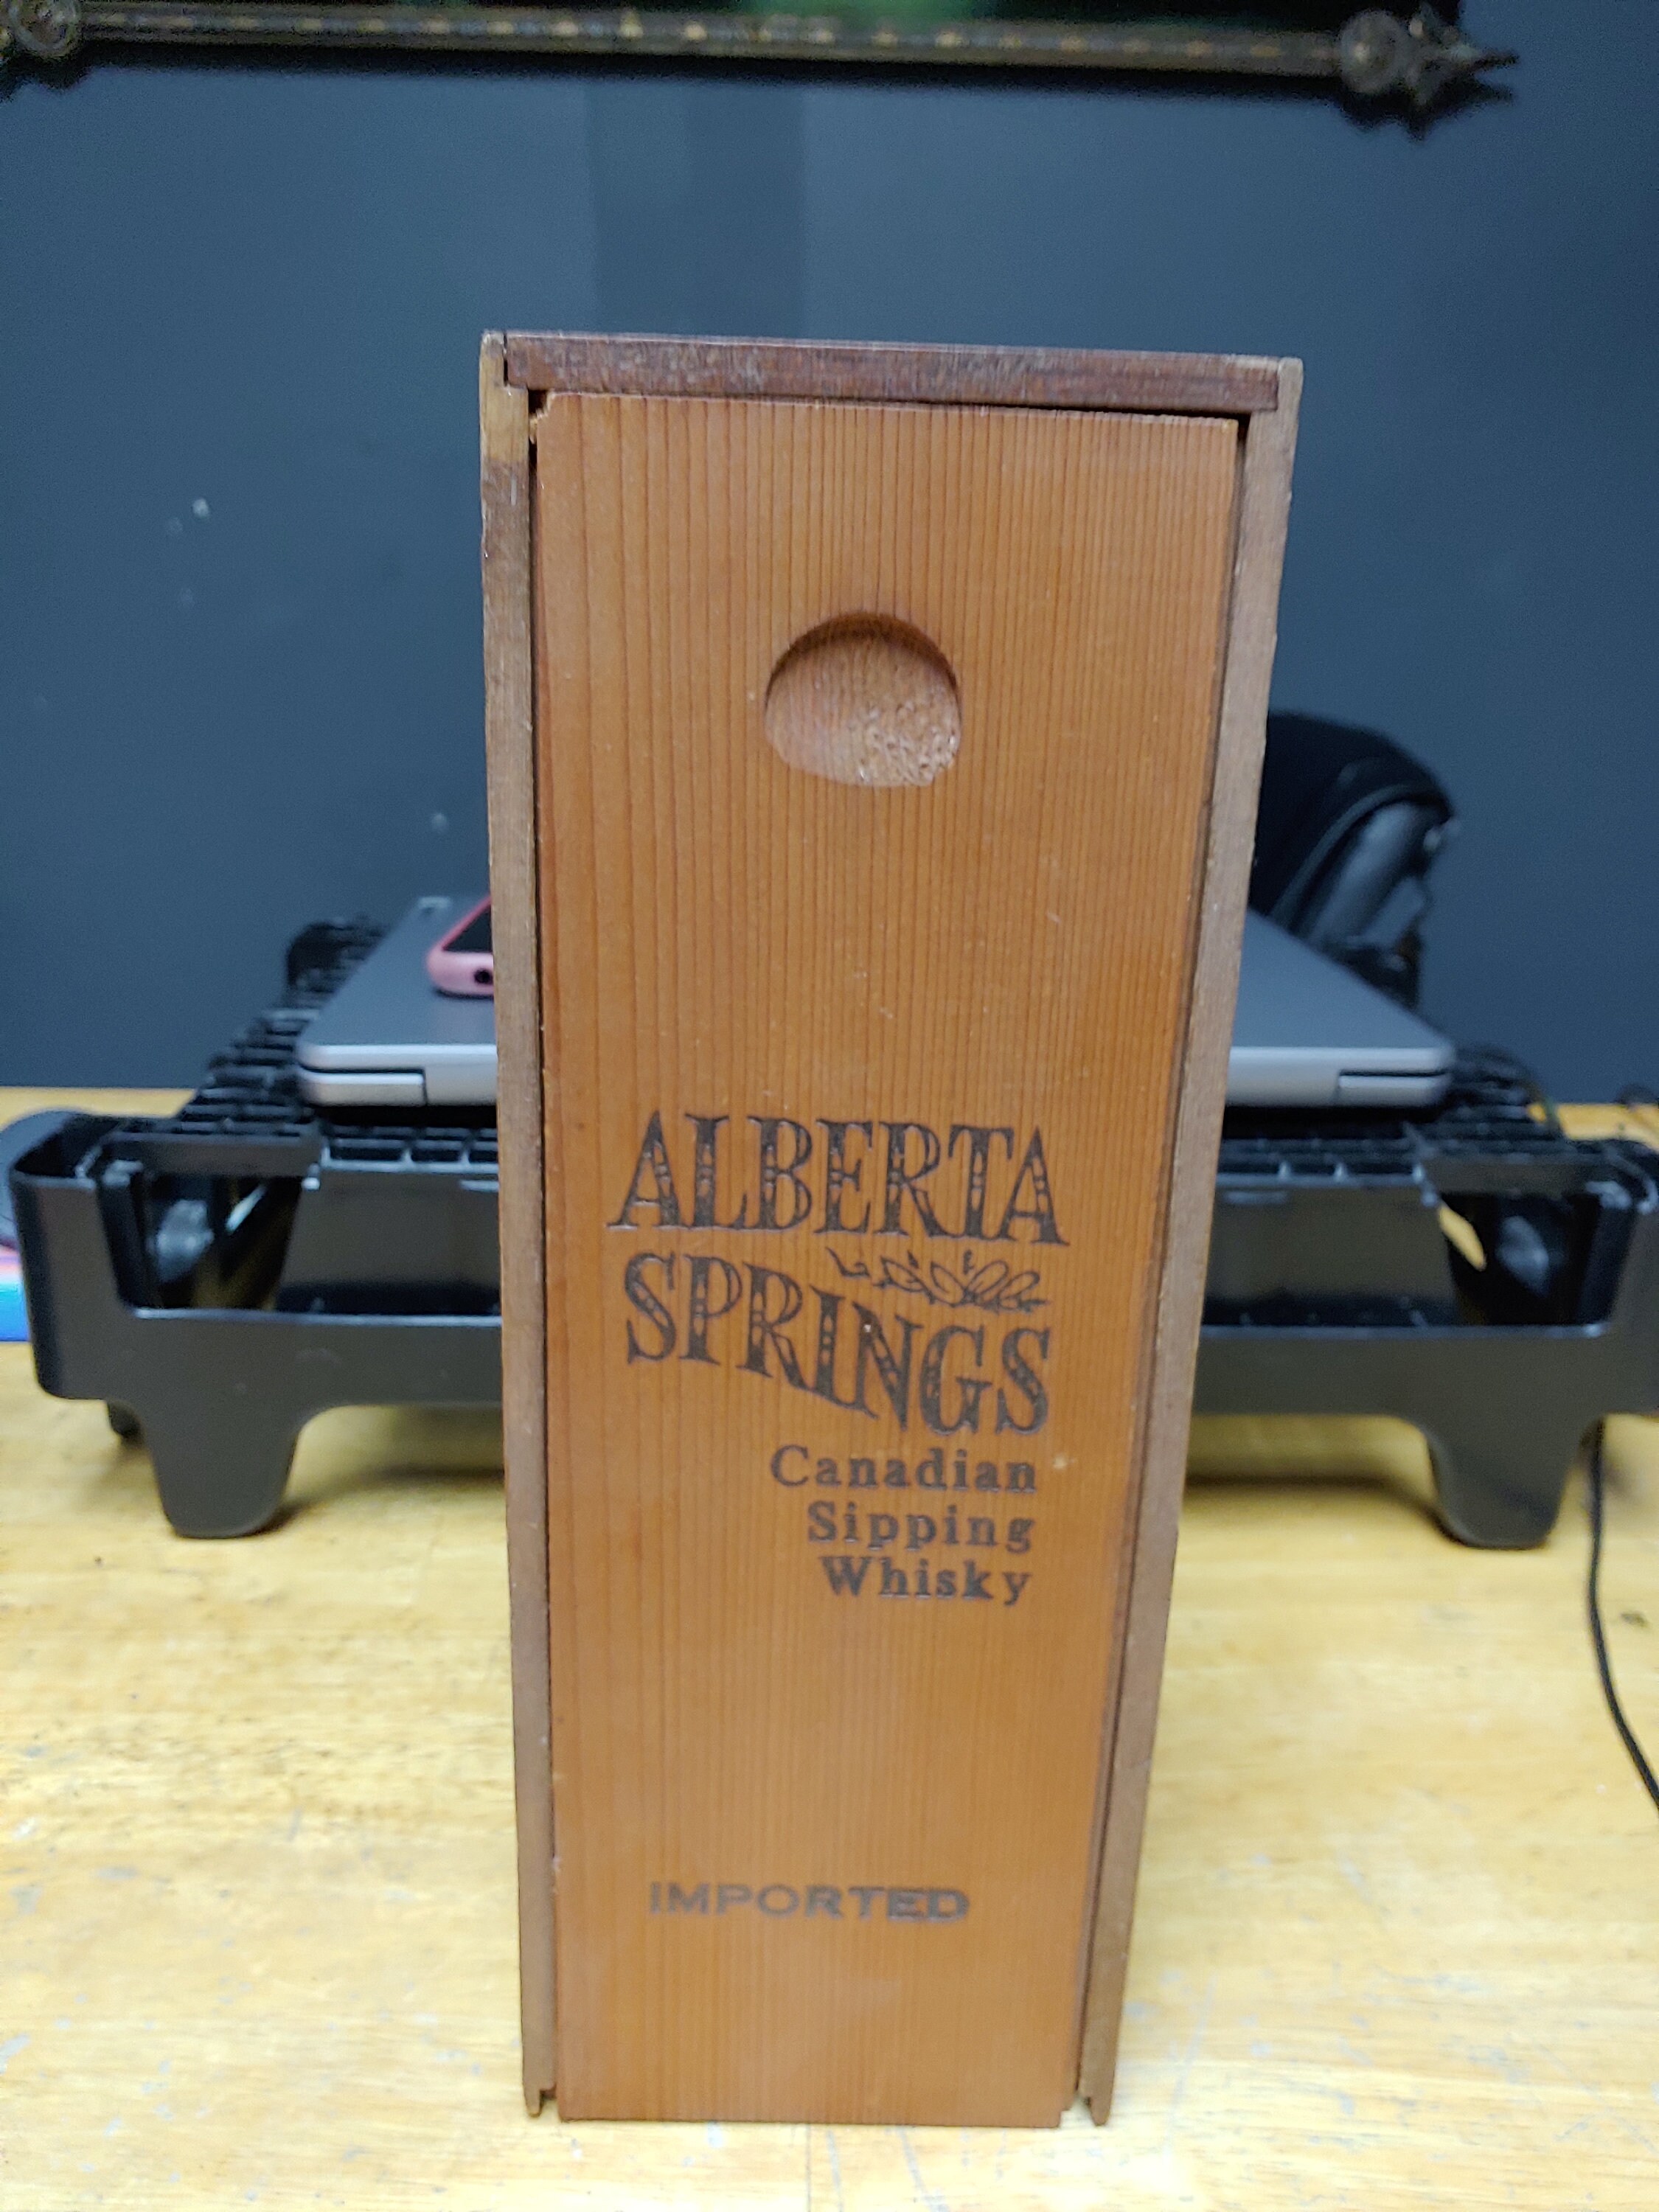 ALBERTA
SPRINGS
Canadian
Sipping
Whisky
IMPORTED